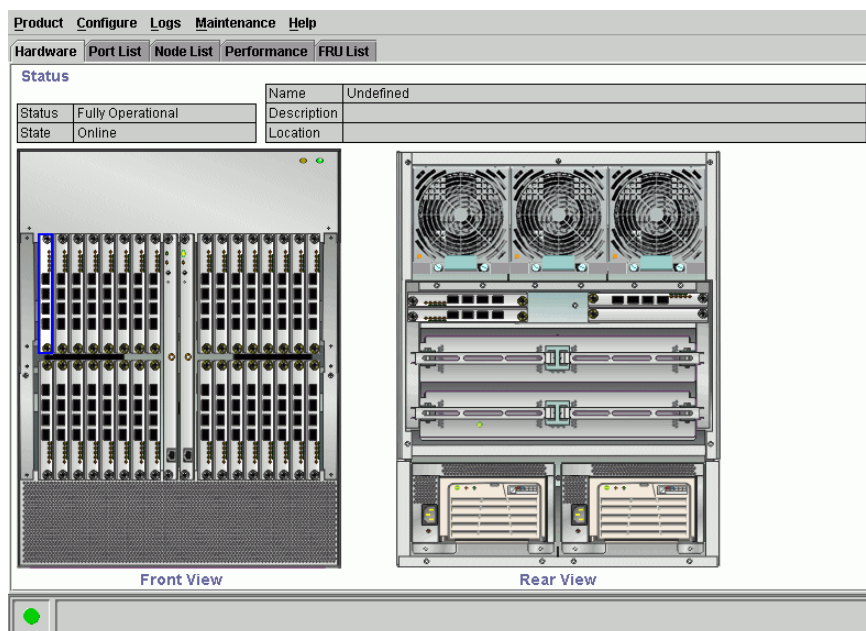 Product Configure Logs Maintenance Help
Hardware Port List Node List Performance FRU List
Status
Name Undefined
Status Fully Operational Description
State Online Location
Front View Rear View